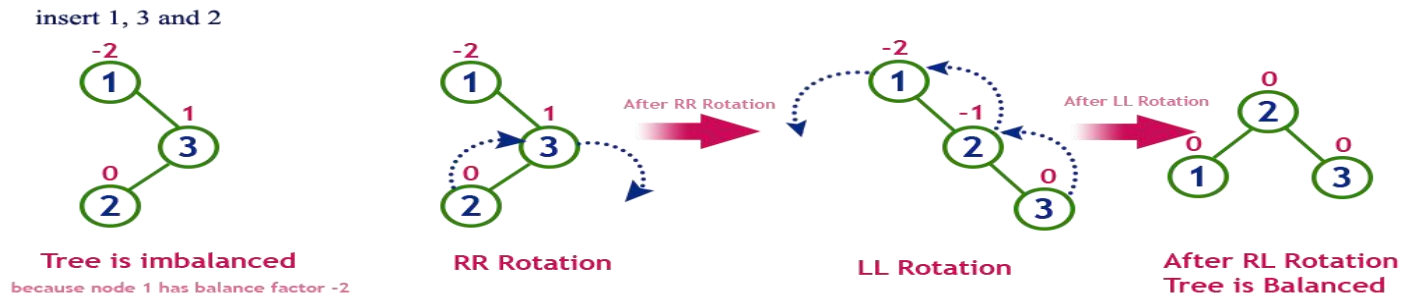 insert 1, 3 and 2
-2
1
1
3
0
2
Tree is imbalanced
because node 1 has balance factor -2
-2
1
1
3
0
2
RR Rotation
After RR Rotation
-2
1
-1
2
0
3
LL Rotation
After LL Rotation
0
2
0
1
0
3
After RL Rotation
Tree is Balanced